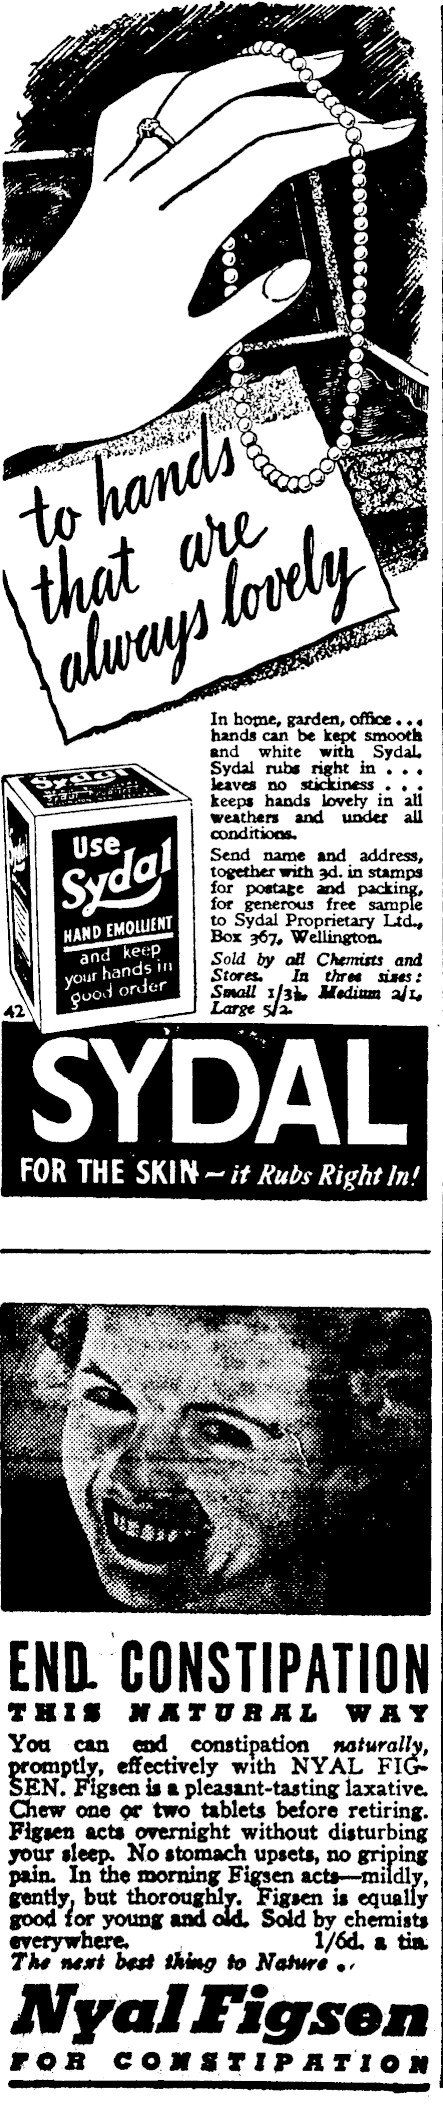 to hands
that are
always lovely
In home, garden, office . . .
hands can be kept smooth
and white with Sydal.
Sydal rubs right in . . .
leaves no stickiness . . .
keeps hands lovely in all
weathers and under all
conditions.
Send name and address,
together with 3d. in stamps
for postage and packing,
for generous free sample
to Sydal Proprietary Ltd.,
Box 367, Wellington.
Sold by all Chemists and
Stores. In three sizes:
Small 1/3½, Medium 2/1,
Large 5/2.
Sydal
Use
Sydal
HAND EMOLLIENT
and keep
your hands in
good order
42
SYDAL
FOR THE SKIN – it Rubs Right In!
END CONSTIPATION
THIS NATURAL WAY
You can end constipation naturally,
promptly, effectively with NYAL FIG-
SEN. Figsen is a pleasant-tasting laxative.
Chew one or two tablets before retiring.
Figsen acts overnight without disturbing
your sleep. No stomach upsets, no griping
pain. In the morning Figsen acts—mildly,
gently, but thoroughly. Figsen is equally
good for young and old. Sold by chemists
everywhere. 1/6d. a tin.
The next best thing to Nature . .
Nyal Figsen
FOR CONSTIPATION